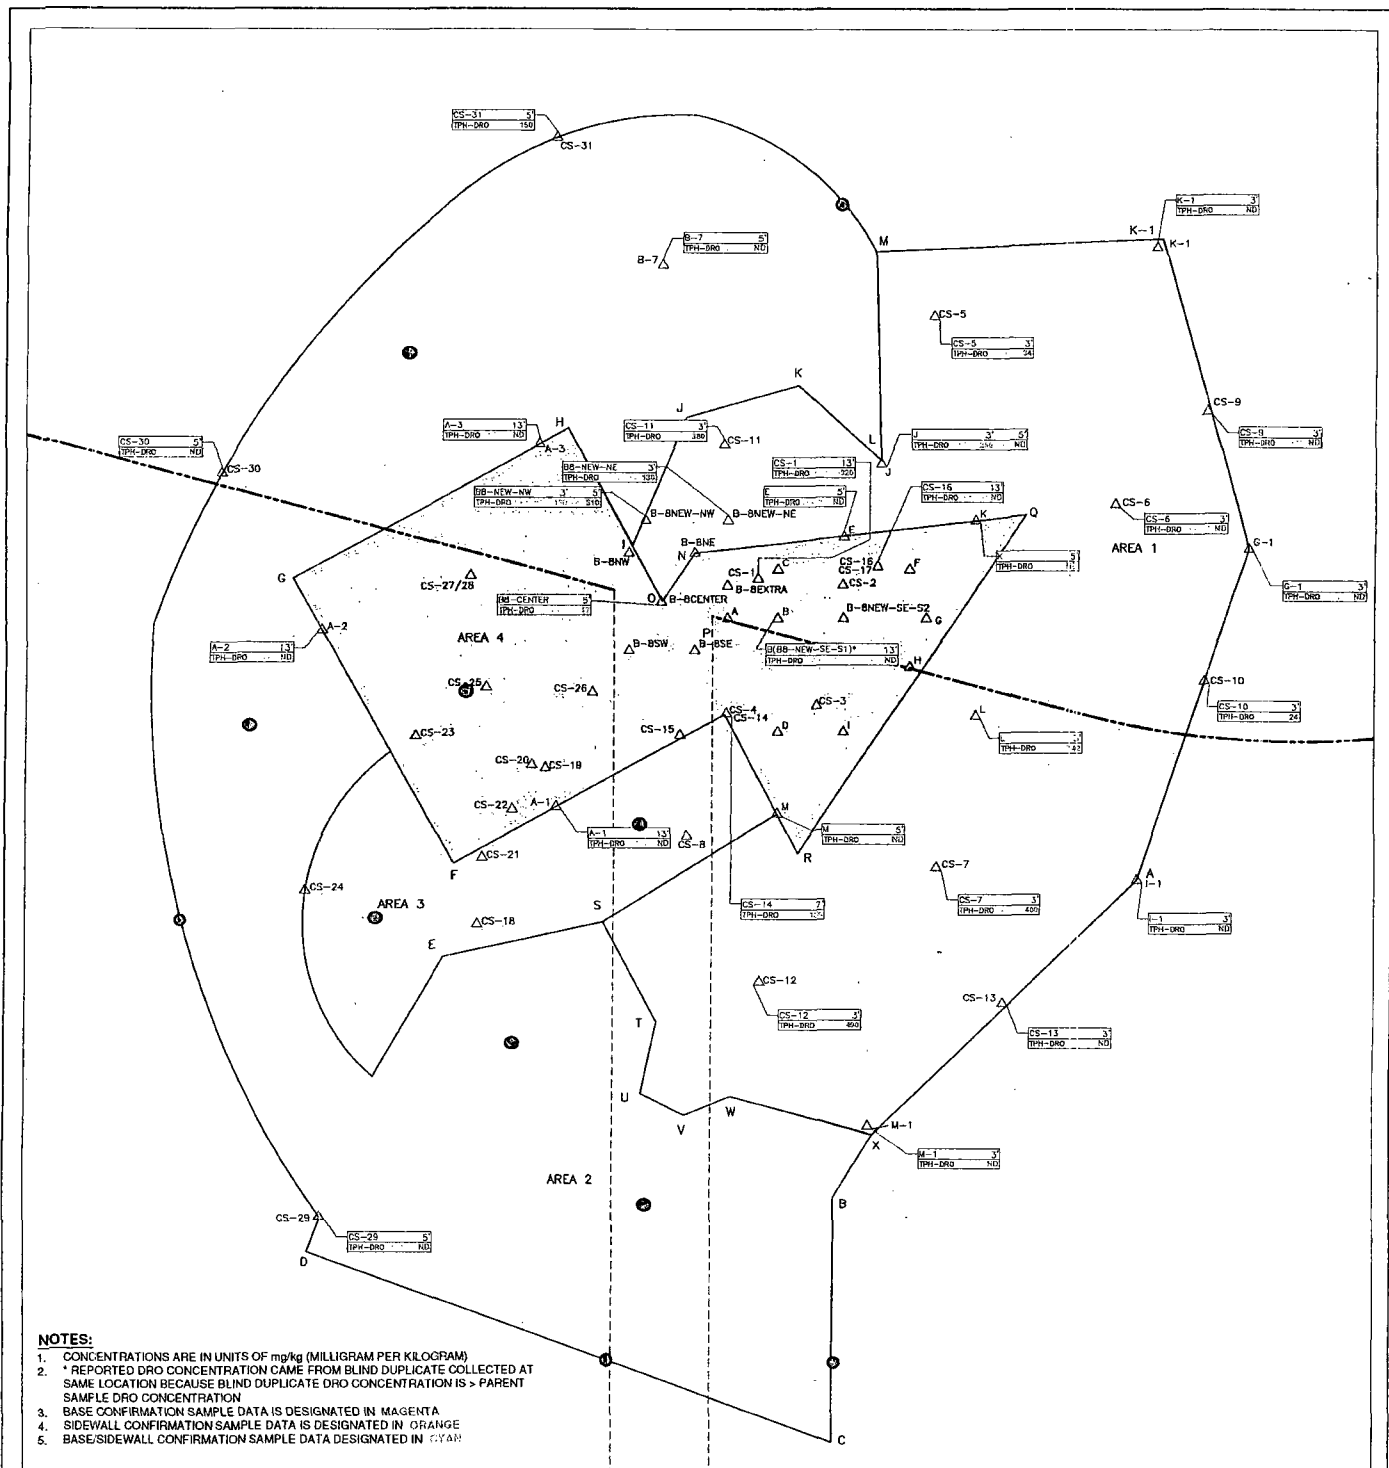 CS-31 5'
TPH-DRO 150
CS-31
K-1 3'
TPH-DRO ND
B-7 5'
TPH-DRO ND
B-7
M
K-1
K-1
CS-5
CS-5 3'
TPH-DRO 24
K
CS-9
CS-9 3'
TPH-DRO ND
A-3 13'
TPH-DRO ND
H
A-3
J
CS-11 3'
TPH-DRO 380
CS-11
L
J
J 3' 5'
TPH-DRO ND
CS-30 5'
TPH-DRO ND
CS-30
B8-NEW-NE 3'
TPH-DRO
CS-1 13'
TPH-DRO
B8-NEW-NW 3' 5'
TPH-DRO 510
E 5'
TPH-DRO ND
CS-16 13'
TPH-DRO ND
CS-6
CS-6 3'
TPH-DRO ND
B-8NEW-NW
B-8NEW-NE
K
Q
E
AREA 1
G-1
I
B-8NW
B-8NE
N
K 5'
TPH-DRO
G
CS-27/28
CS-1
C
CS-16
CS-17
F
B-8EXTRA
CS-2
G-1 3'
TPH-DRO ND
B8-CENTER 5'
TPH-DRO
O
B-8CENTER
A-2
AREA 4
A
B
B-8NEW-SE-S2
G
A-2 13'
TPH-DRO ND
P
B-8SW
B-8SE
B(B8-NEW-SE-S1)* 13'
TPH-DRO ND
H
CS-25
CS-26
CS-10
CS-10 3'
TPH-DRO 24
CS-4
CS-14
CS-3
L
CS-23
CS-15
D
I
L
TPH-DRO
CS-20
CS-19
CS-22
A-1
A-1 13'
TPH-DRO ND
CS-8
M
M 5'
TPH-DRO ND
R
CS-21
F
CS-7
CS-7 3'
TPH-DRO 400
A
I-1
I-1 3'
TPH-DRO ND
CS-24
AREA 3
CS-18
S
CS-14 7'
TPH-DRO
E
CS-12
CS-12 3'
TPH-DRO 490
CS-13
CS-13 3'
TPH-DRO ND
T
U
V
W
M-1
X
M-1 3'
TPH-DRO ND
AREA 2
B
CS-29
CS-29 5'
TPH-DRO ND
D
C
NOTES:
1. CONCENTRATIONS ARE IN UNITS OF mg/kg (MILLIGRAM PER KILOGRAM)
2. * REPORTED DRO CONCENTRATION CAME FROM BLIND DUPLICATE COLLECTED AT
SAME LOCATION BECAUSE BLIND DUPLICATE DRO CONCENTRATION IS > PARENT
SAMPLE DRO CONCENTRATION
3. BASE CONFIRMATION SAMPLE DATA IS DESIGNATED IN MAGENTA
4. SIDEWALL CONFIRMATION SAMPLE DATA IS DESIGNATED IN ORANGE
5. BASE/SIDEWALL CONFIRMATION SAMPLE DATA DESIGNATED IN CYAN